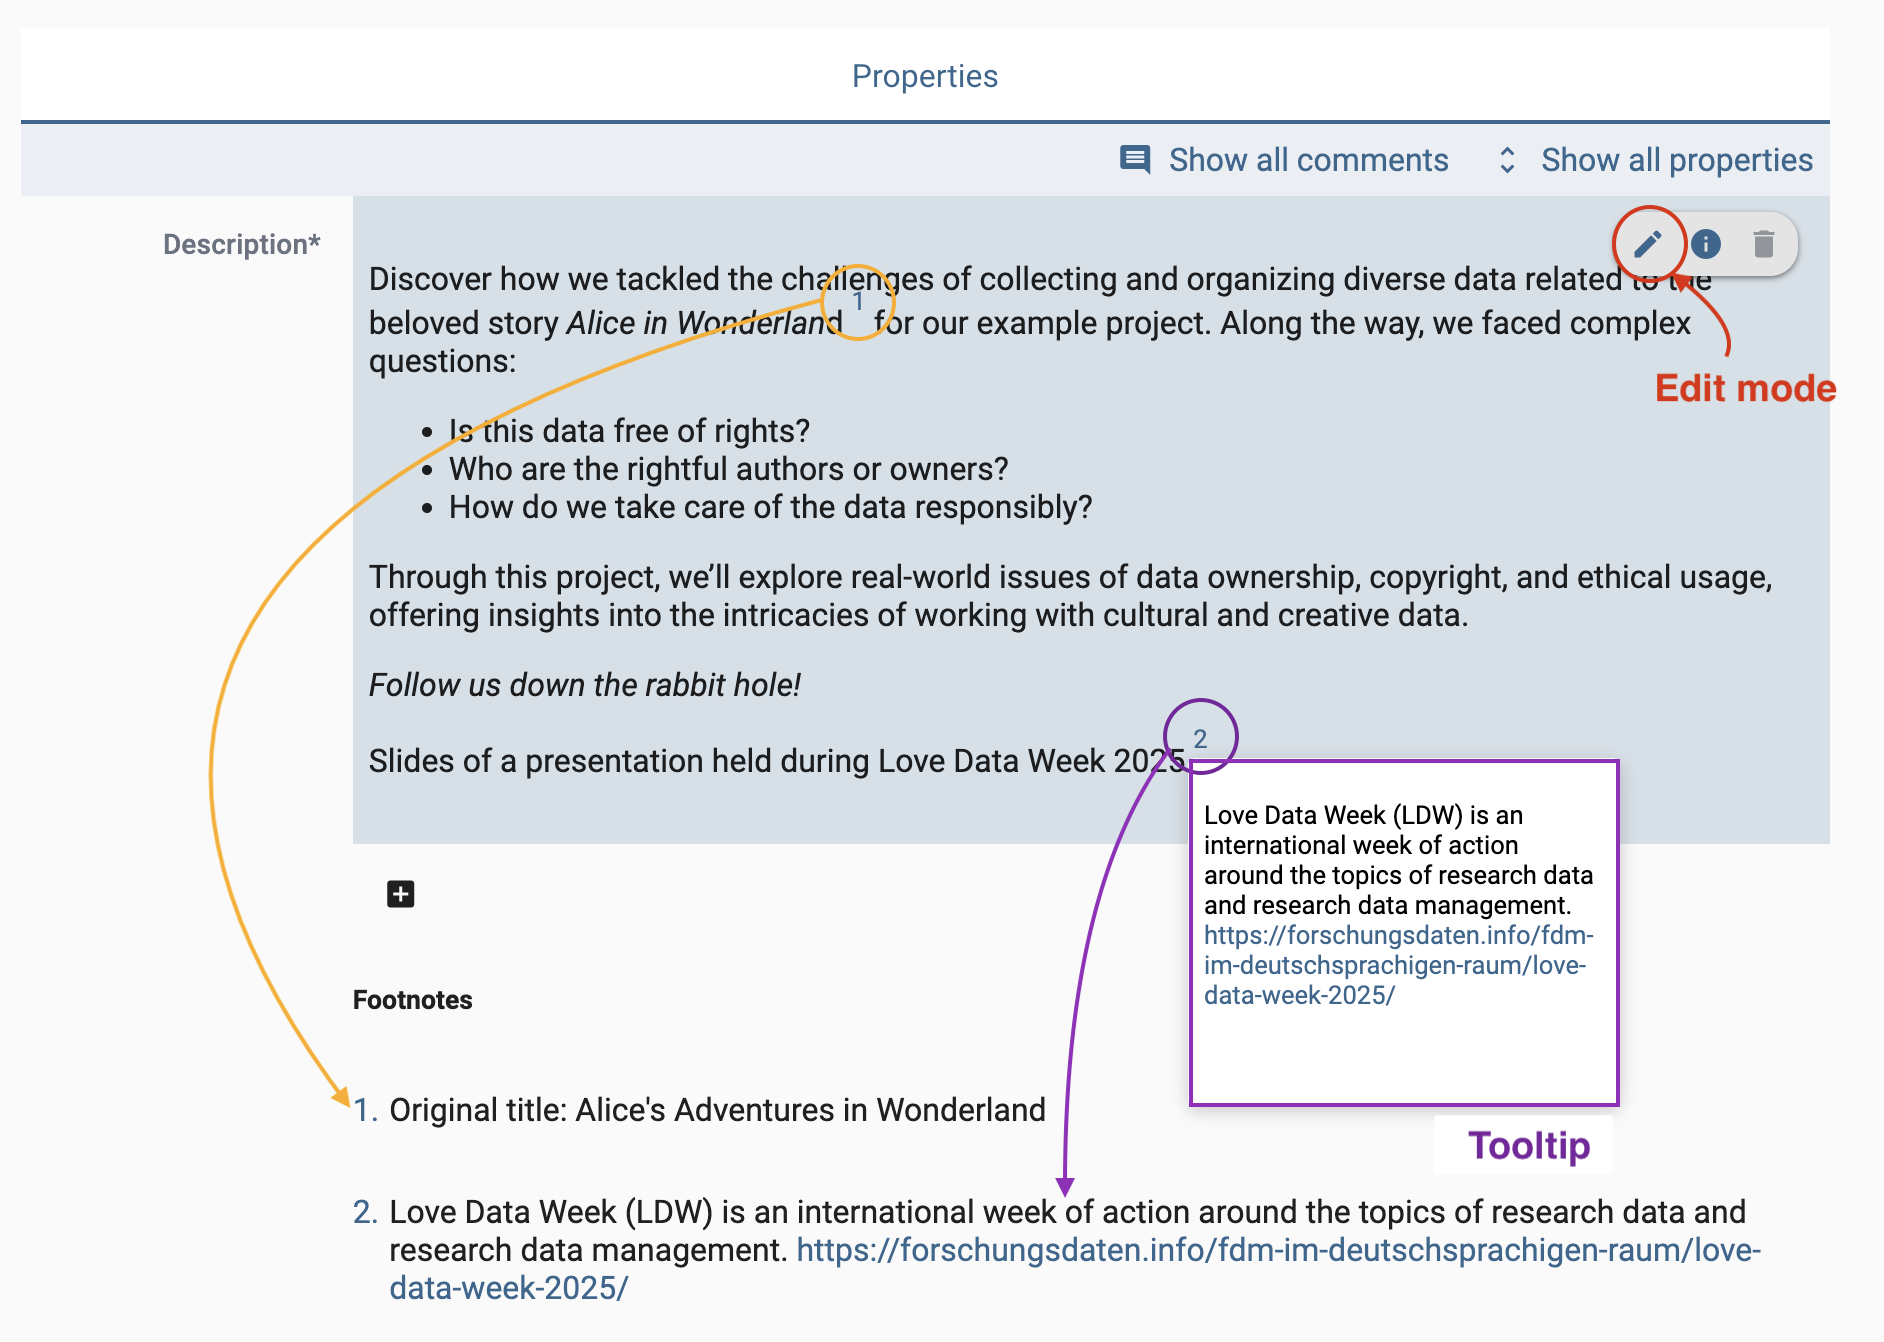 Properties
Show all comments
Show all properties
Description*
Discover how we tackled the challenges of collecting and organizing diverse data related to the
beloved story Alice in Wonderland 1 for our example project. Along the way, we faced complex
questions:
Edit mode
• Is this data free of rights?
• Who are the rightful authors or owners?
• How do we take care of the data responsibly?
Through this project, we’ll explore real-world issues of data ownership, copyright, and ethical usage,
offering insights into the intricacies of working with cultural and creative data.
Follow us down the rabbit hole!
Slides of a presentation held during Love Data Week 2025 2
Love Data Week (LDW) is an
international week of action
around the topics of research data
and research data management.
https://forschungsdaten.info/fdm-
im-deutschsprachigen-raum/love-
data-week-2025/
Tooltip
Footnotes
1. Original title: Alice's Adventures in Wonderland
2. Love Data Week (LDW) is an international week of action around the topics of research data and
research data management. https://forschungsdaten.info/fdm-im-deutschsprachigen-raum/love-
data-week-2025/